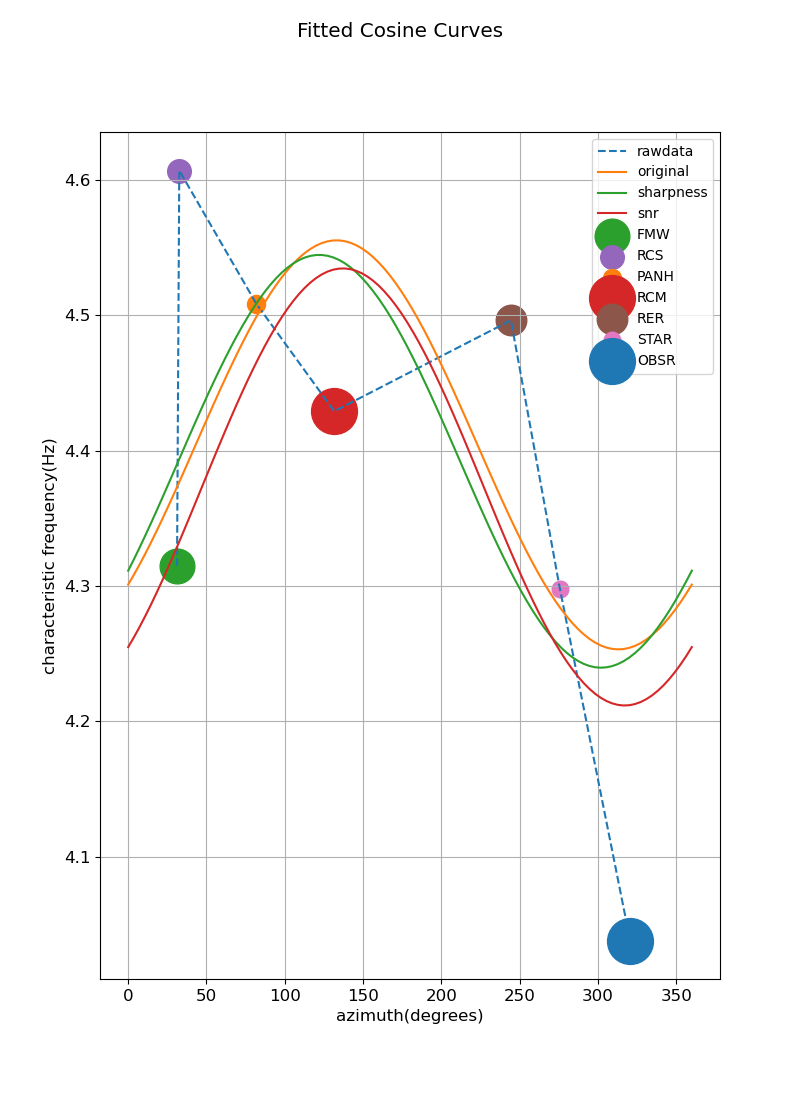 Fitted Cosine Curves
characteristic frequency(Hz)
4.6
4.5
4.4
4.3
4.2
4.1
rawdata
original
sharpness
snr
FMW
RCS
PANH
RCM
RER
STAR
OBSR
0 50 100 150 200 250 300 350
azimuth(degrees)